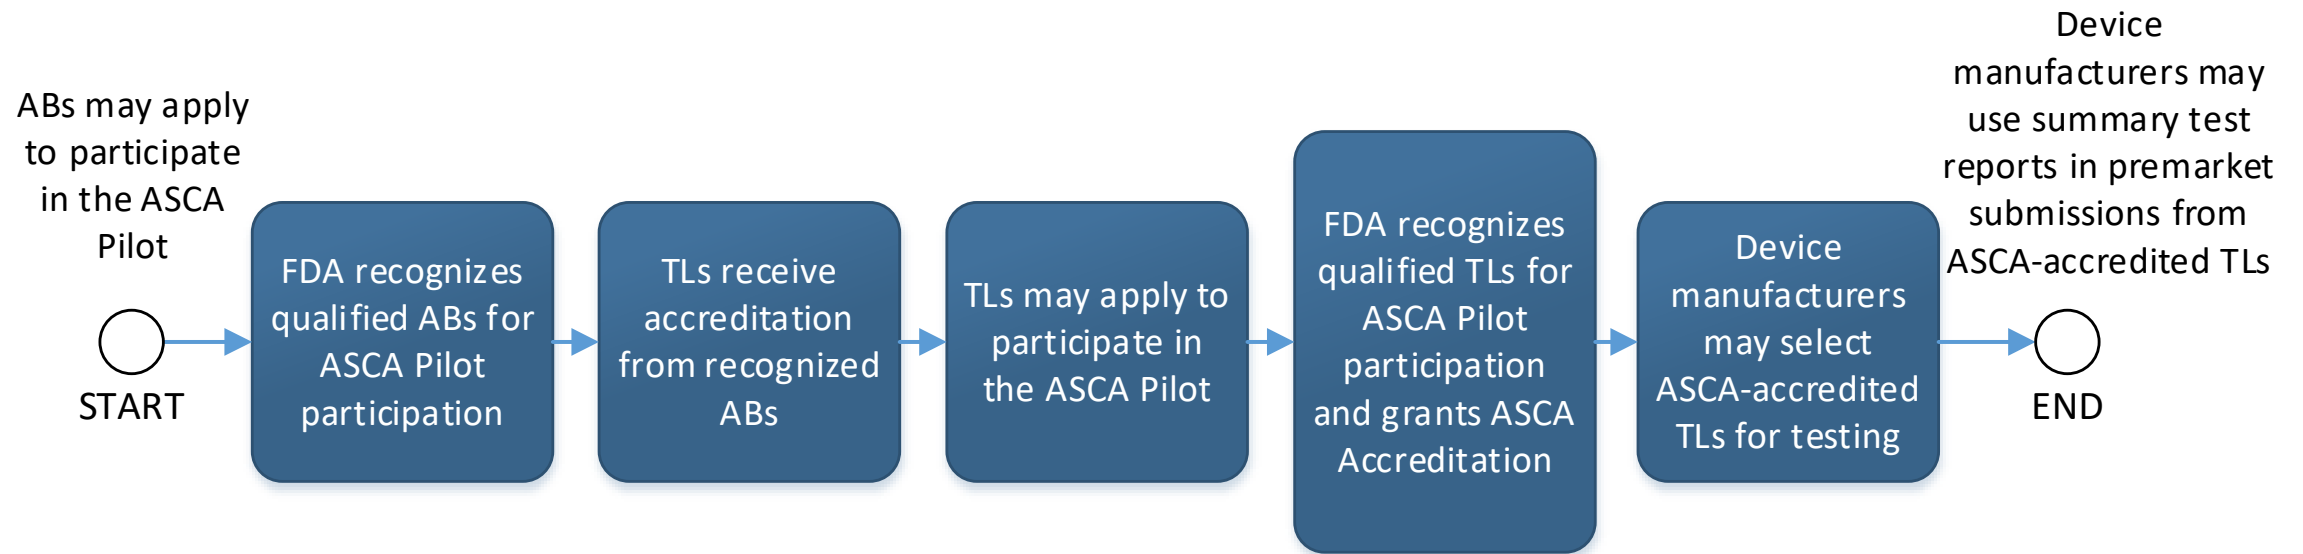 ABs may apply
to participate
in the ASCA
Pilot
START
FDA recognizes
qualified ABs for
ASCA Pilot
participation
TLs receive
accreditation
from recognized
ABs
TLs may apply to
participate in
the ASCA Pilot
FDA recognizes
qualified TLs for
ASCA Pilot
participation
and grants ASCA
Accreditation
Device
manufacturers
may select
ASCA-accredited
TLs for testing
Device
manufacturers may
use summary test
reports in premarket
submissions from
ASCA-accredited TLs
END